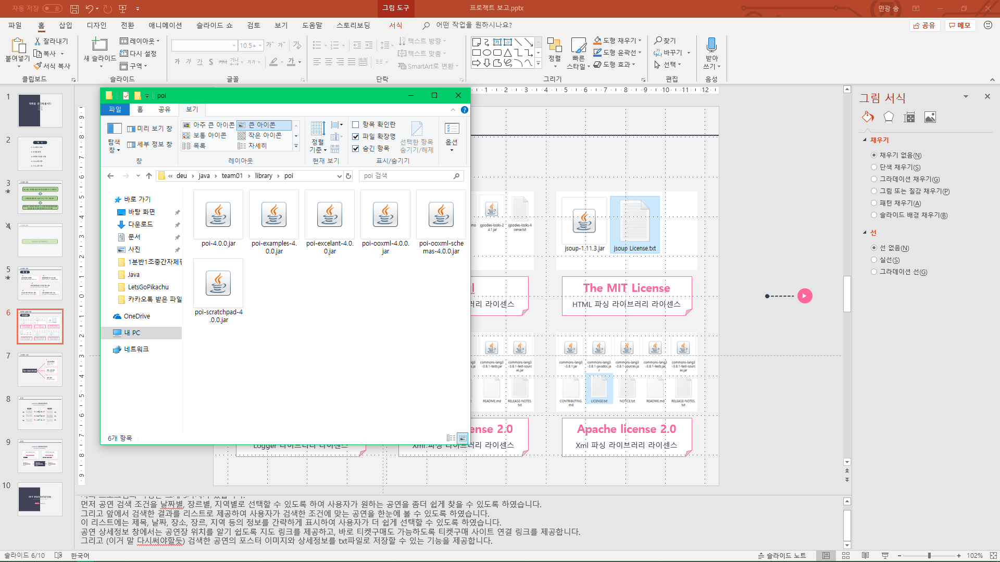 자동 저장
끔
그림 도구
프로젝트 보고.pptx
민광 송
파일
홈
삽입
디자인
전환
애니메이션
슬라이드 쇼
검토
보기
도움말
스토리보딩
서식
어떤 작업을 원하시나요?
공유
메모
붙여넣기
잘라내기
복사
서식 복사
클립보드
새 슬라이드
레이아웃
다시 설정
구역
슬라이드
10.5+
글꼴
텍스트 방향
텍스트 맞춤
SmartArt로 변환
단락
정렬
빠른
스타일
도형 채우기
도형 윤곽선
도형 효과
그리기
찾기
바꾸기
선택
편집
받아
쓰기
음성
poi
파일
홈
공유
보기
탐색
창
미리 보기 창
세부 정보 창
창
아주 큰 아이콘
큰 아이콘
보통 아이콘
작은 아이콘
목록
자세히
레이아웃
정렬
기준
현재 보기
항목 확인란
파일 확장명
숨긴 항목
선택한 항목
숨기기/해제
표시/숨기기
옵션
« deu › java › team01 › library › poi
poi 검색
바로 가기
바탕 화면
다운로드
문서
사진
1분반1조중간자체평
Java
LetsGoPikachu
카카오톡 받은 파일
OneDrive
내 PC
네트워크
poi-4.0.0.jar
poi-examples-4.
0.0.jar
poi-excelant-4.0.
0.jar
poi-ooxml-4.0.0.
jar
poi-ooxml-sche
mas-4.0.0.jar
poi-scratchpad-4
.0.0.jar
6개 항목
jgoodies-looks-2
.4.1.jar
jgoodies-looks-li
cense.txt
jsoup-1.11.3.jar
jsoup License.txt
The MIT License
HTML 파싱 라이브러리 라이센스
러리 라이센스
commons-lang3
-3.8.1-tests.jar
commons-lang3
-3.8.1-test-sourc
es.jar
README.md
RELEASE-NOTES.
txt
commons-lang3
-3.8.1.jar
commons-lang3
-3.8.1-javadoc.ja
r
commons-lang3
-3.8.1-sources.ja
r
commons-lang3
-3.8.1-tests.jar
commons-lang3
-3.8.1-test-sourc
es.jar
CONTRIBUTING.
md
LICENSE.txt
NOTICE.txt
README.md
RELEASE-NOTES.
txt
ense 2.0
Logger 라이브러리 라이센스
Xml 파싱 라이브러리 라이센스
Apache license 2.0
Xml 파싱 라이브러리 라이센스
그림 서식
채우기
채우기 없음(N)
단색 채우기(S)
그라데이션 채우기(G)
그림 또는 질감 채우기(P)
패턴 채우기(A)
슬라이드 배경 채우기(B)
선
선 없음(N)
실선(S)
그라데이션 선(G)
1
2
3
4
5
6
7
8
9
10
PPT PRESENTATION
먼저 공연 검색 조건을 날짜별, 장르별, 지역별로 선택할 수 있도록 하여 사용자가 원하는 공연을 좀더 쉽게 찾을 수 있도록 하였습니다.
그리고 앞에서 검색한 결과를 리스트로 제공하여 사용자가 검색한 조건에 맞는 공연을 한눈에 볼 수 있도록 하였습니다.
이 리스트에는 제목, 날짜, 장소, 장르, 지역 등의 정보를 간략하게 표시하여 사용자가 더 쉽게 선택할 수 있도록 하였습니다.
공연 상세정보 창에서는 공연장 위치를 알기 쉽도록 지도 링크를 제공하고, 바로 티켓구매도 가능하도록 티켓구매 사이트 연결 링크를 제공합니다.
그리고 (이거 말 다시써야할듯) 검색한 공연의 포스터 이미지와 상세정보를 txt파일로 저장할 수 있는 기능을 제공합니다.
슬라이드 6/10
한국어
슬라이드 노트
102%